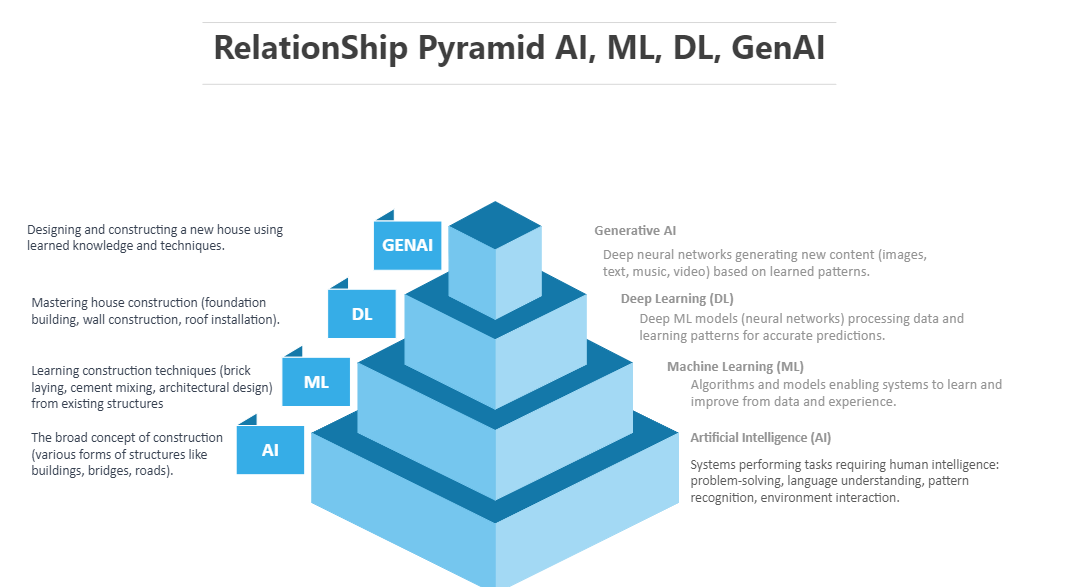 RelationShip Pyramid AI, ML, DL, GenAI
Designing and constructing a new house using
learned knowledge and techniques.
GENAI
Generative AI
Deep neural networks generating new content (images,
text, music, video) based on learned patterns.
Mastering house construction (foundation
building, wall construction, roof installation).
DL
Deep Learning (DL)
Deep ML models (neural networks) processing data and
learning patterns for accurate predictions.
Learning construction techniques (brick
laying, cement mixing, architectural design)
from existing structures
ML
Machine Learning (ML)
Algorithms and models enabling systems to learn and
improve from data and experience.
The broad concept of construction
(various forms of structures like
buildings, bridges, roads).
AI
Artificial Intelligence (AI)
Systems performing tasks requiring human intelligence:
problem-solving, language understanding, pattern
recognition, environment interaction.